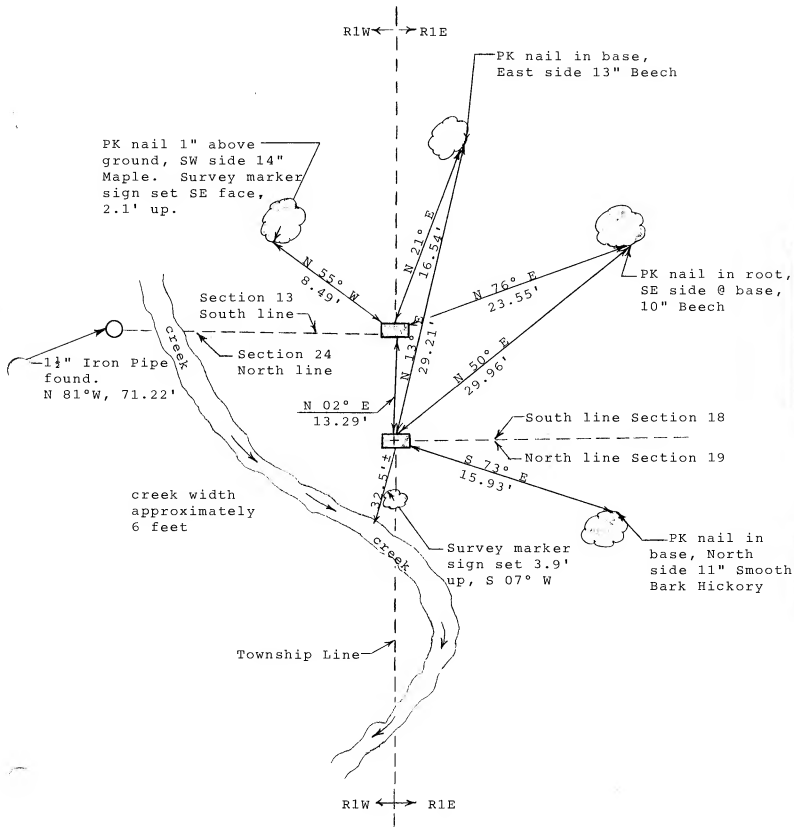 R1W R1E
PK nail in base,
East side 13" Beech
PK nail 1" above
ground, SW side 14"
Maple. Survey marker
sign set SE face,
2.1' up.
N 21° E
16.54'
N 55° W
8.49'
N 76° E
23.55'
PK nail in root,
SE side @ base,
10" Beech
Section 13
South line
creek
Section 24
North line
1½" Iron Pipe
found.
N 81°W, 71.22'
N 13° E
29.21'
N 50° E
29.96'
N 02° E
13.29'
South line Section 18
North line Section 19
S 73° E
15.93'
32.5'±
creek width
approximately
6 feet
creek
Survey marker
sign set 3.9'
up, S 07° W
PK nail in
base, North
side 11" Smooth
Bark Hickory
Township Line
R1W R1E